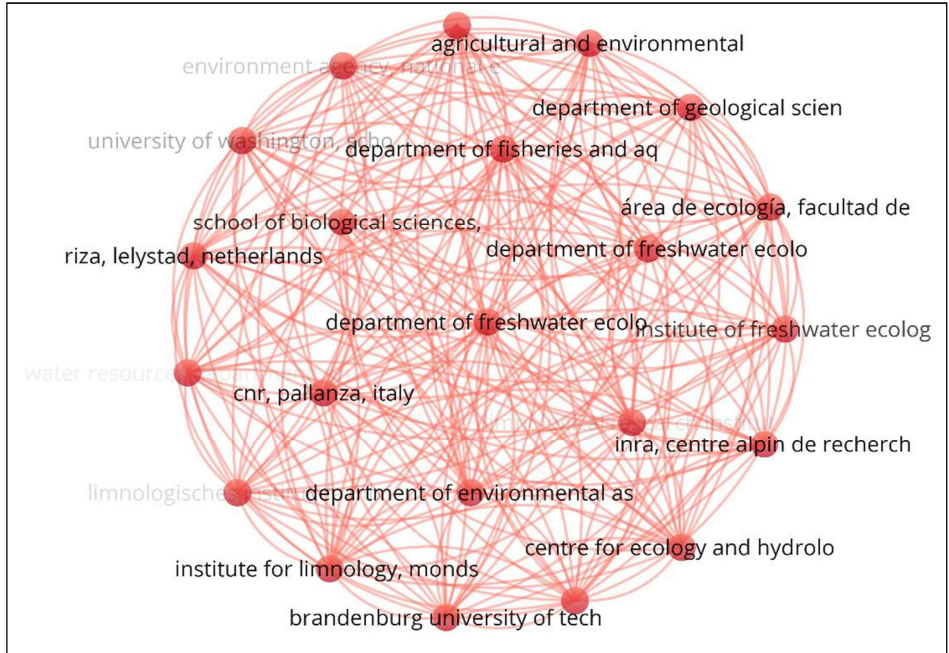 agricultural and environmental
environment agency, national e
department of geological scien
university of washington, scho
department of fisheries and aq
área de ecología, facultad de
school of biological sciences,
department of freshwater ecolo
riza, lelystad, netherlands
department of freshwater ecolo
institute of freshwater ecolog
water resources
cnr, pallanza, italy
inra, centre alpin de recherch
limnologisches
department of environmental as
centre for ecology and hydrolo
institute for limnology, monds
brandenburg university of tech